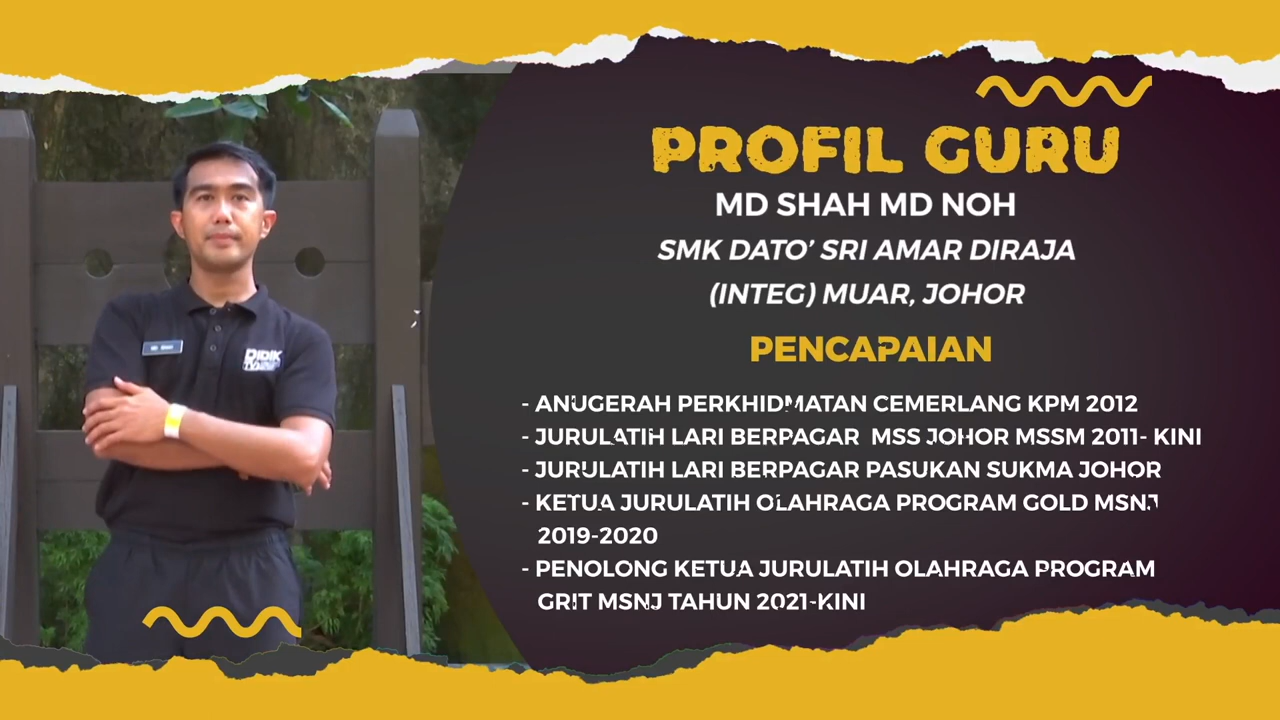 PROFIL GURU
MD SHAH MD NOH
SMK DATO' SRI AMAR DIRAJA
(INTEG) MUAR, JOHOR
PENCAPAIAN
- ANUGERAH PERKHIDMATAN CEMERLANG KPM 2012
- JURULATIH LARI BERPAGAR MSS JOHOR MSSM 2011- KINI
- JURULATIH LARI BERPAGAR PASUKAN SUKMA JOHOR
- KETUA JURULATIH OLAHRAGA PROGRAM GOLD MSNJ
2019-2020
- PENOLONG KETUA JURULATIH OLAHRAGA PROGRAM
GRIT MSNJ TAHUN 2021-KINI
DIDIK
TV